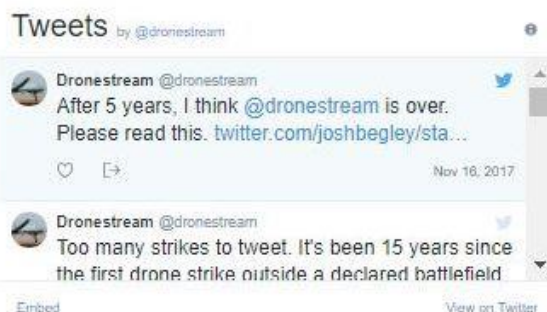 Tweets by @dronestream
Dronestream @dronestream
After 5 years, I think @dronestream is over.
Please read this. twitter.com/joshbegley/sta…
Nov 16, 2017
Dronestream @dronestream
Too many strikes to tweet. It's been 15 years since
the first drone strike outside a declared battlefield
Embed View on Twitter